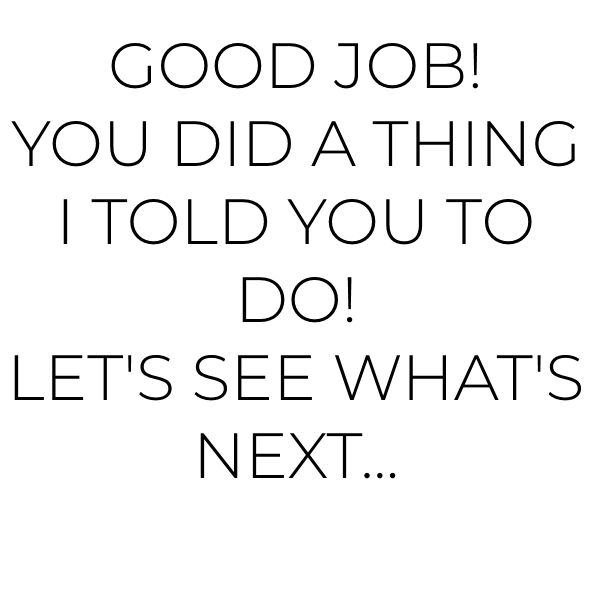 GOOD JOB!
YOU DID A THING
I TOLD YOU TO
DO!
LET'S SEE WHAT'S
NEXT...